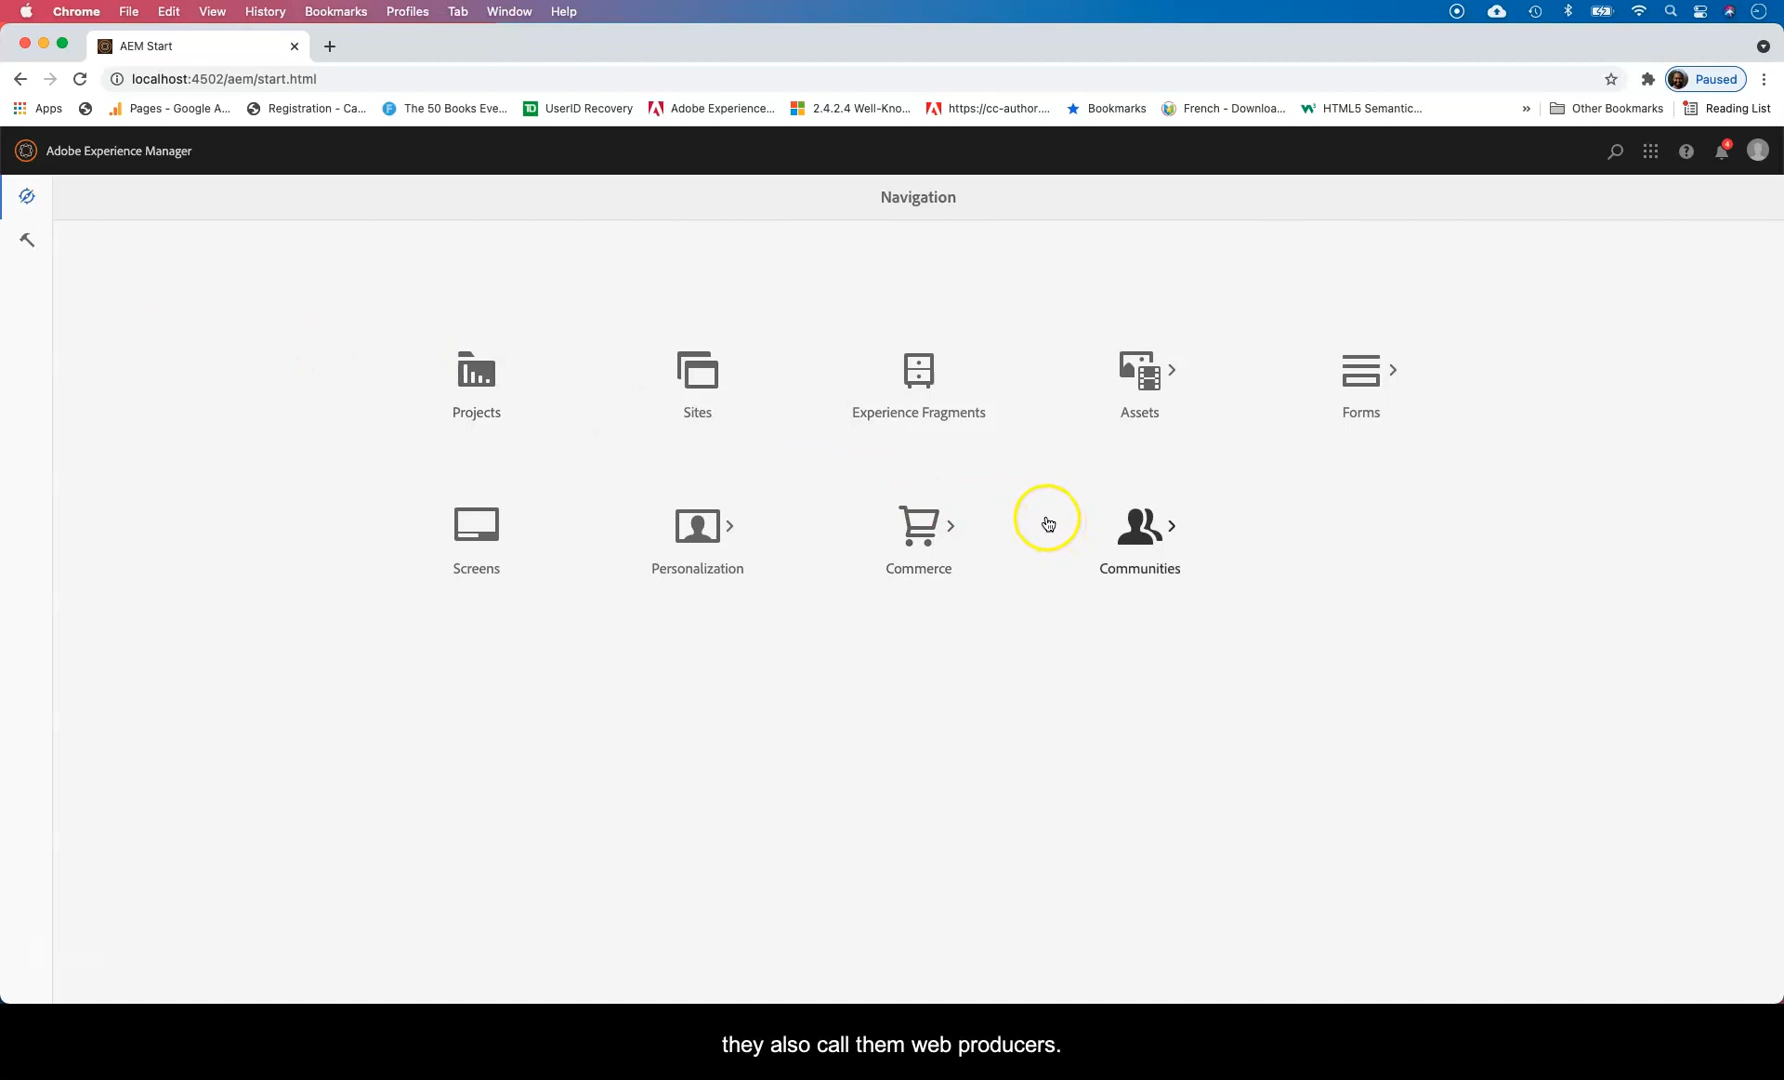 Chrome File Edit View History Bookmarks Profiles Tab Window Help
AEM Start
localhost:4502/aem/start.html
Paused
Apps Pages - Google A... Registration - Ca... The 50 Books Eve... UserID Recovery Adobe Experience... 2.4.2.4 Well-Kno... https://cc-author.... Bookmarks French - Downloa... HTML5 Semantic... » Other Bookmarks Reading List
Adobe Experience Manager
4
Navigation
Projects Sites Experience Fragments Assets Forms
Screens Personalization Commerce Communities
they also call them web producers.